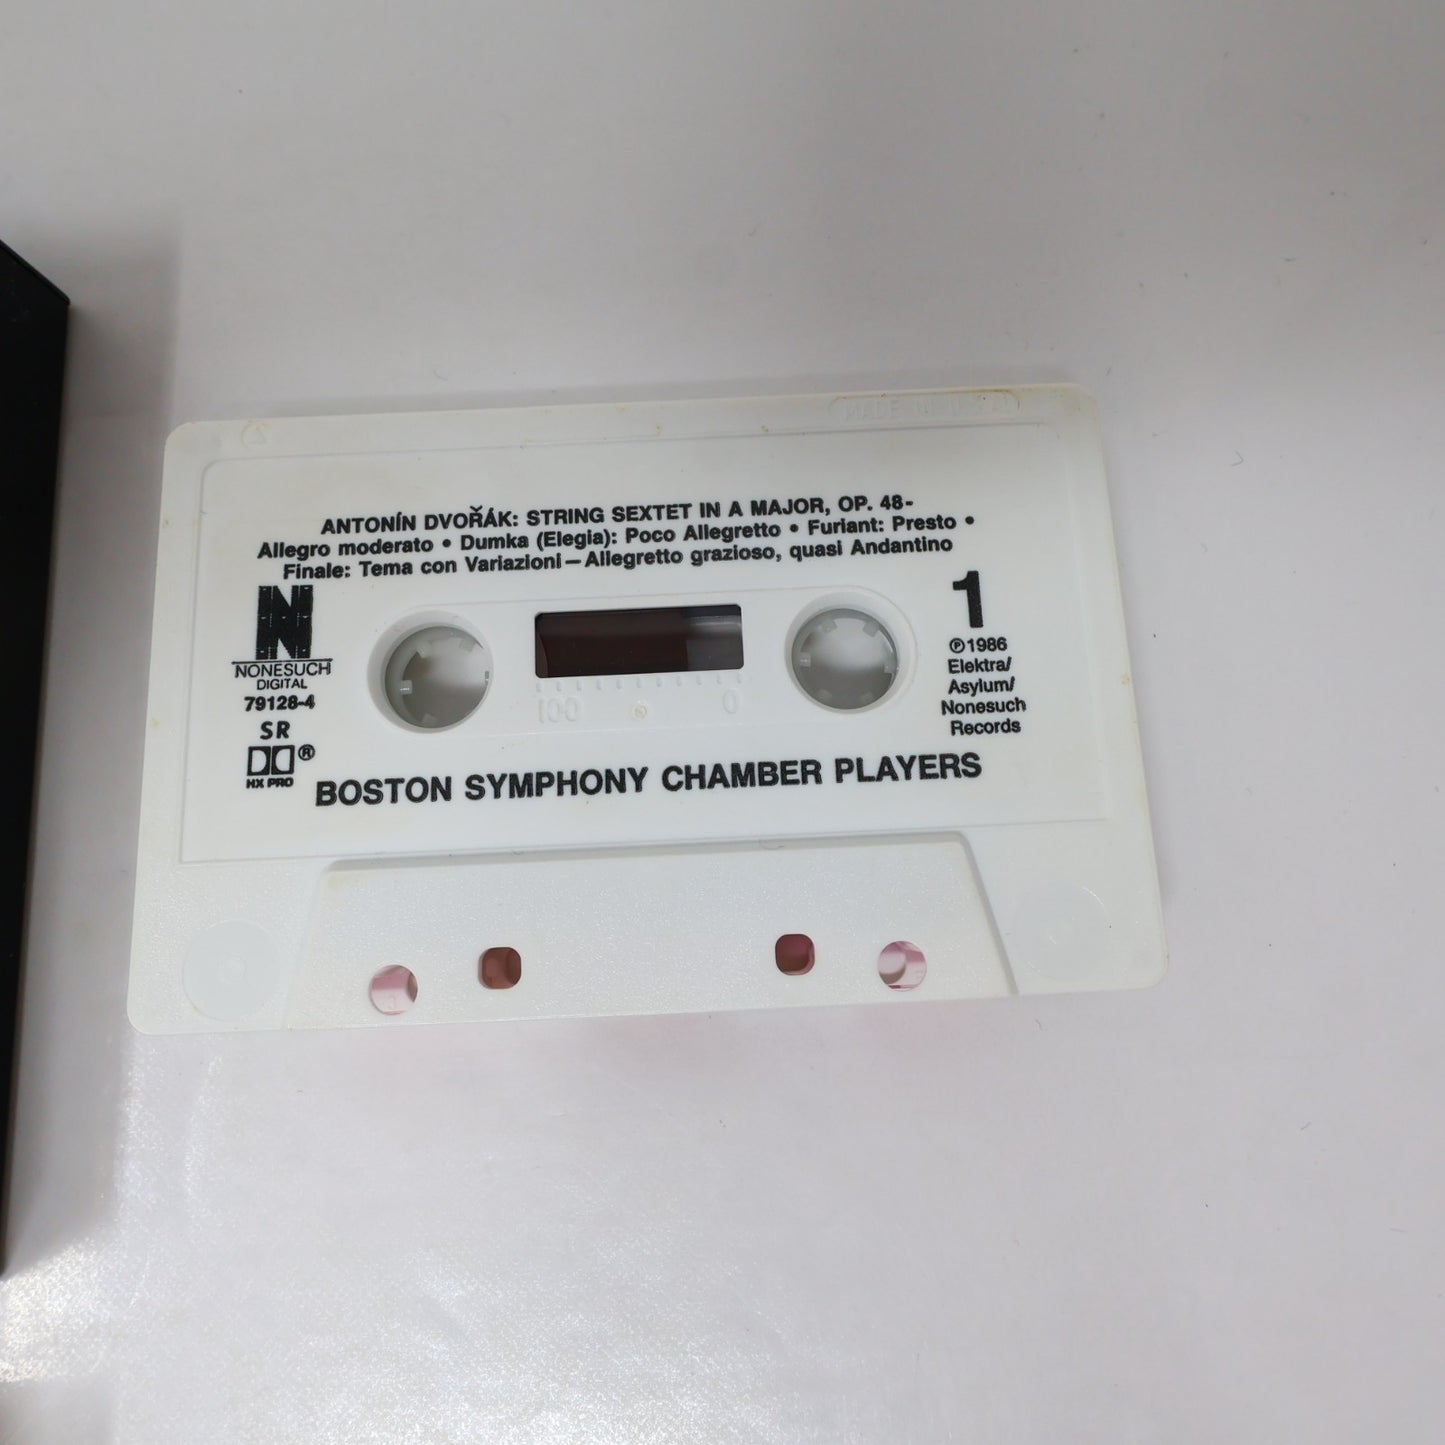 MADE IN U.S.A.
ANTONÍN DVOŘÁK: STRING SEXTET IN A MAJOR, OP. 48-
Allegro moderato • Dumka (Elegia): Poco Allegretto • Furiant: Presto •
Finale: Tema con Variazioni—Allegretto grazioso, quasi Andantino
N
NONESUCH
DIGITAL
79128-4
SR
®
HX PRO
100
0
1
℗1986
Elektra/
Asylum/
Nonesuch
Records
BOSTON SYMPHONY CHAMBER PLAYERS